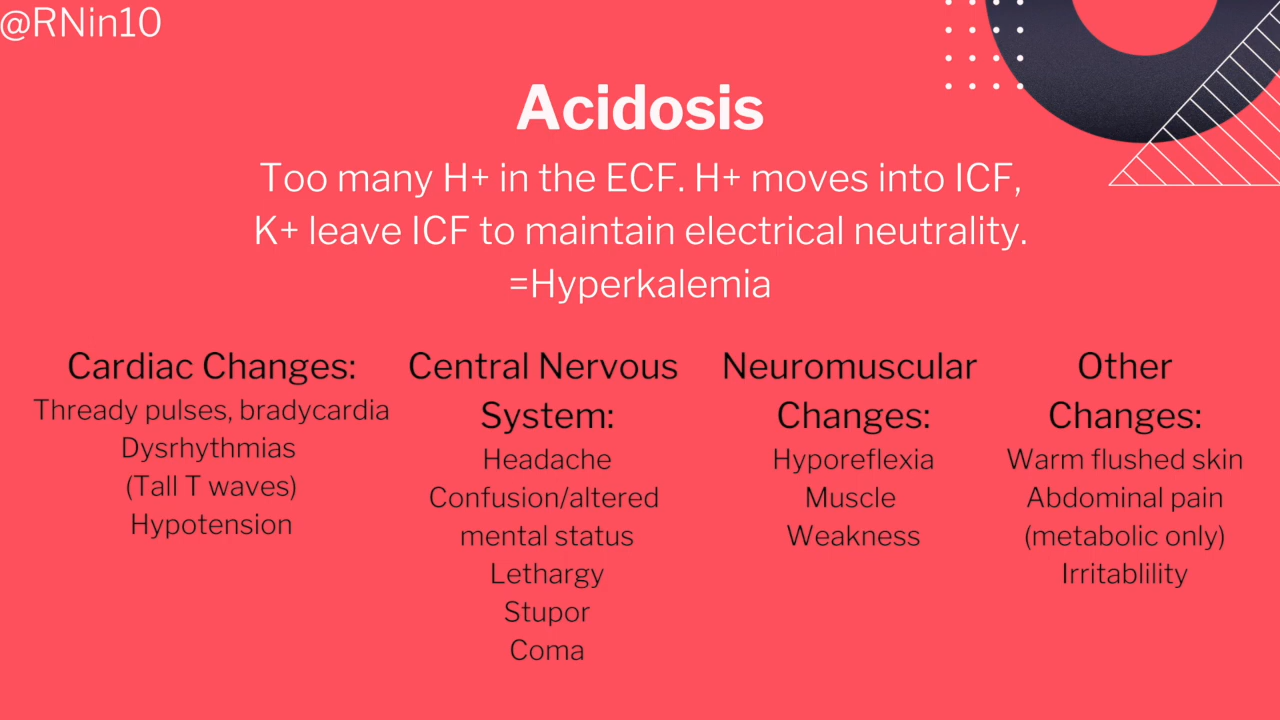 @RNin10
Acidosis
Too many H+ in the ECF. H+ moves into ICF,
K+ leave ICF to maintain electrical neutrality.
=Hyperkalemia
Cardiac Changes:
Thready pulses, bradycardia
Dysrhythmias
(Tall T waves)
Hypotension
Central Nervous
System:
Headache
Confusion/altered
mental status
Lethargy
Stupor
Coma
Neuromuscular
Changes:
Hyporeflexia
Muscle
Weakness
Other
Changes:
Warm flushed skin
Abdominal pain
(metabolic only)
Irritablility